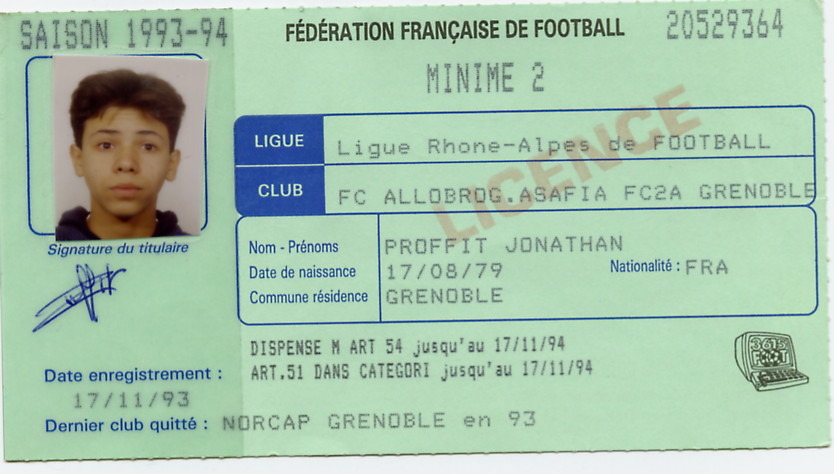 SAISON 1993-94
FÉDÉRATION FRANÇAISE DE FOOTBALL
20529364
MINIME 2
LICENCE
LIGUE Ligue Rhone-Alpes de FOOTBALL
CLUB FC ALLOBROG.ASAFIA FC2A GRENOBLE
Signature du titulaire
Nom - Prénoms PROFFIT JONATHAN
Date de naissance 17/08/79 Nationalité : FRA
Commune résidence GRENOBLE
DISPENSE M ART 54 jusqu'au 17/11/94
ART.51 DANS CATEGORI jusqu'au 17/11/94
3615
FOOT
Date enregistrement :
17/11/93
Dernier club quitté : NORCAP GRENOBLE en 93